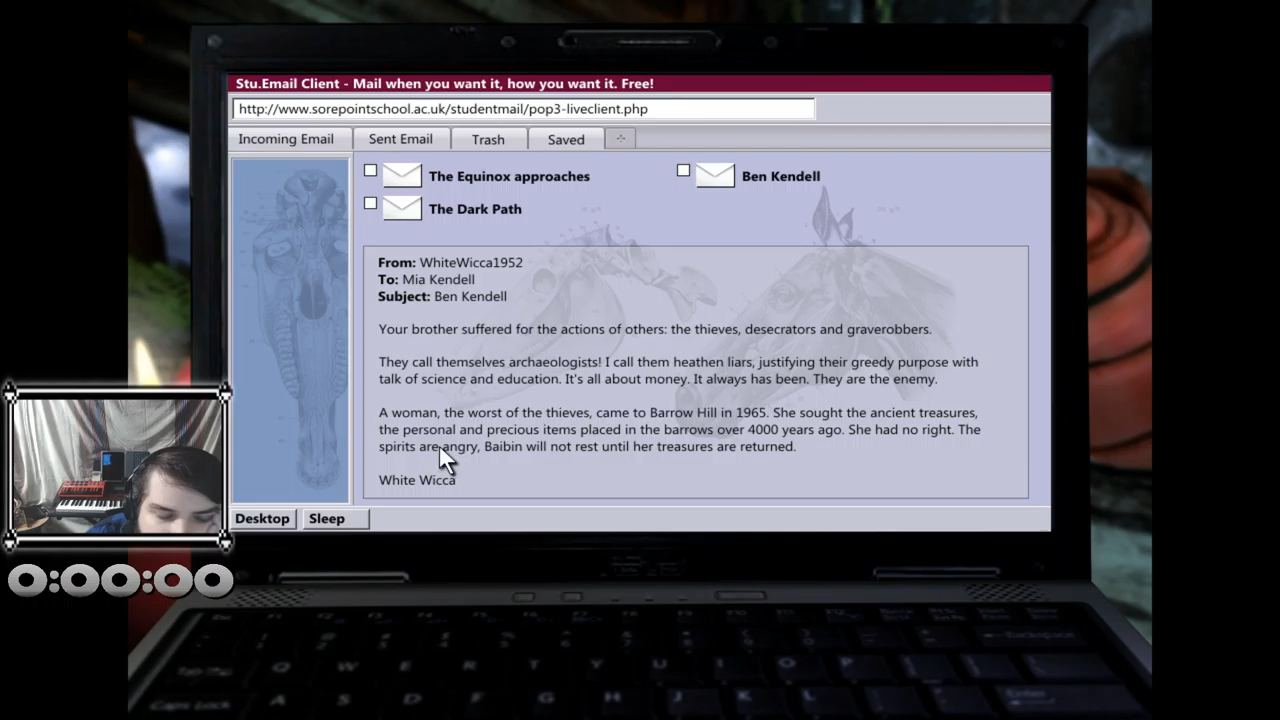 Stu.Email Client - Mail when you want it, how you want it. Free!
http://www.sorepointschool.ac.uk/studentmail/pop3-liveclient.php
Incoming Email Sent Email Trash Saved
The Equinox approaches Ben Kendell
The Dark Path
From: WhiteWicca1952
To: Mia Kendell
Subject: Ben Kendell
Your brother suffered for the actions of others: the thieves, desecrators and graverobbers.
They call themselves archaeologists! I call them heathen liars, justifying their greedy purpose with
talk of science and education. It's all about money. It always has been. They are the enemy.
A woman, the worst of the thieves, came to Barrow Hill in 1965. She sought the ancient treasures,
the personal and precious items placed in the barrows over 4000 years ago. She had no right. The
spirits are angry, Baibin will not rest until her treasures are returned.
White Wicca
Desktop Sleep
0:00:00
Q W E R T Y U I O P
Caps Lock A S D F G H J K L Enter